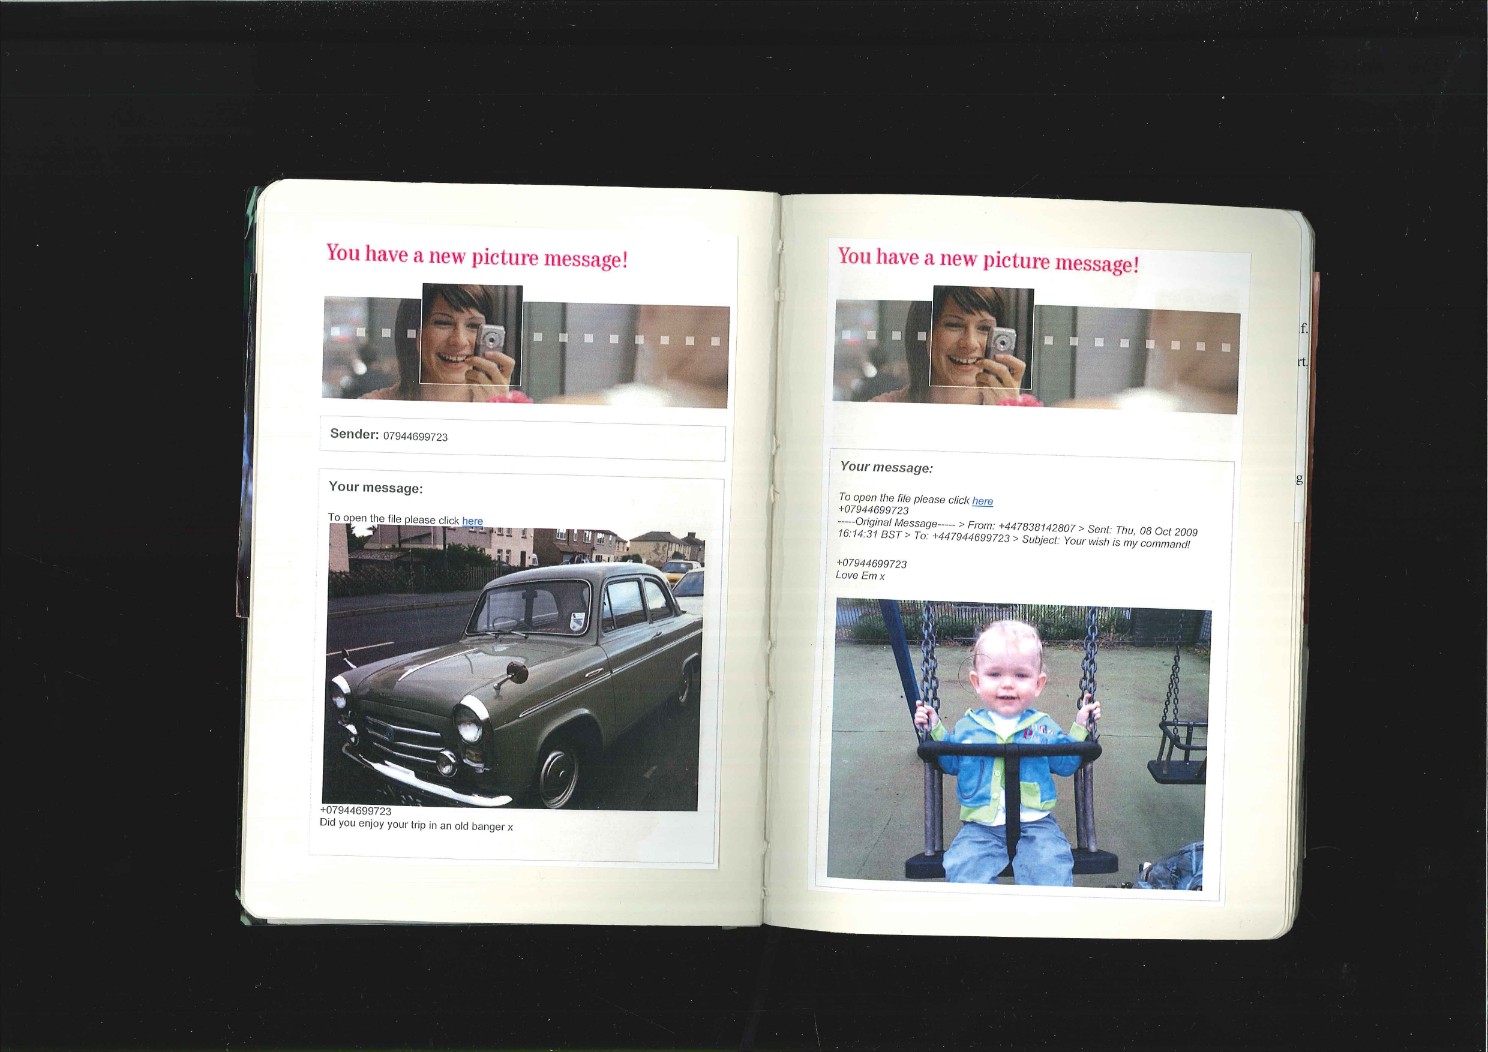 You have a new picture message!
Sender: 07944699723
Your message:
To open the file please click here
+07944699723
Did you enjoy your trip in an old banger x
You have a new picture message!
Your message:
To open the file please click here
+07944699723
-----Original Message----- > From: +447838142807 > Sent: Thu, 08 Oct 2009
16:14:31 BST > To: +447944699723 > Subject: Your wish is my command!
+07944699723
Love Em x
f.
rt.
g